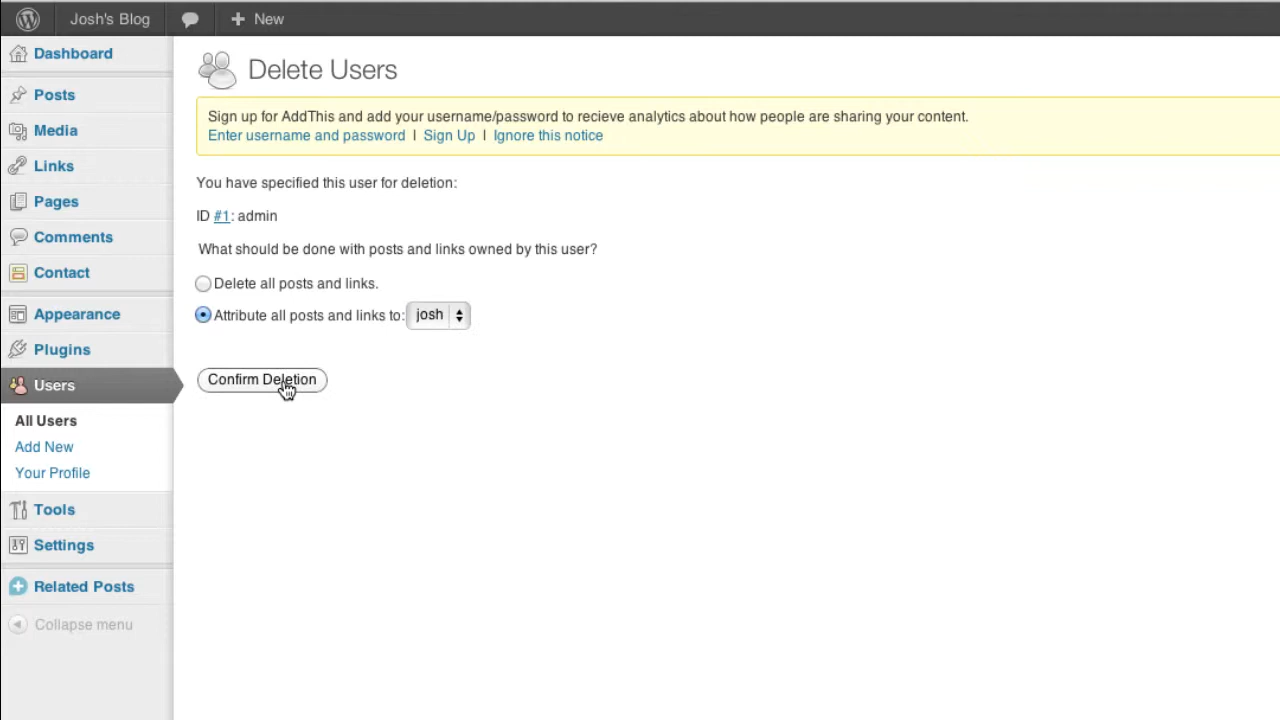 Josh's Blog New
Dashboard
Posts
Media
Links
Pages
Comments
Contact
Appearance
Plugins
Users
All Users
Add New
Your Profile
Tools
Settings
Related Posts
Collapse menu
Delete Users
Sign up for AddThis and add your username/password to recieve analytics about how people are sharing your content.
Enter username and password | Sign Up | Ignore this notice
You have specified this user for deletion:
ID #1: admin
What should be done with posts and links owned by this user?
Delete all posts and links.
Attribute all posts and links to: josh
Confirm Deletion